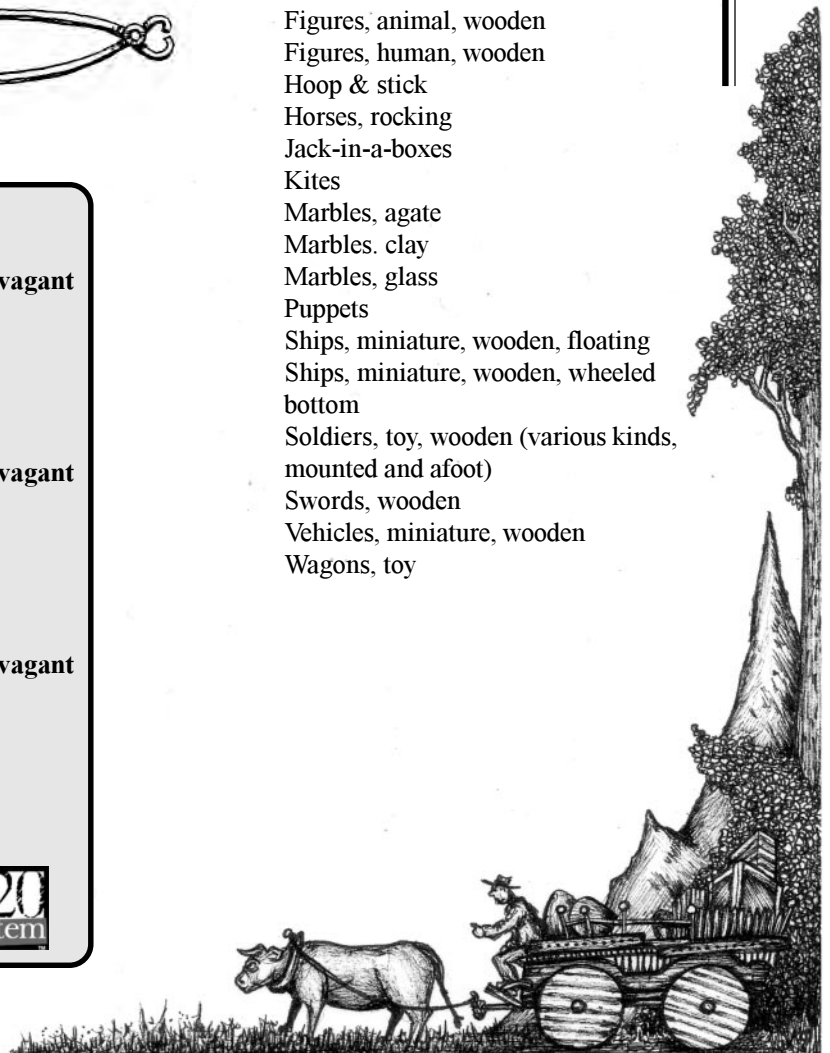 Figures, animal, wooden
Figures, human, wooden
Hoop & stick
Horses, rocking
Jack-in-a-boxes
Kites
Marbles, agate
Marbles. clay
Marbles, glass
Puppets
Ships, miniature, wooden, floating
Ships, miniature, wooden, wheeled
bottom
Soldiers, toy, wooden (various kinds,
mounted and afoot)
Swords, wooden
Vehicles, miniature, wooden
Wagons, toy
vagant
vagant
vagant
20
tem